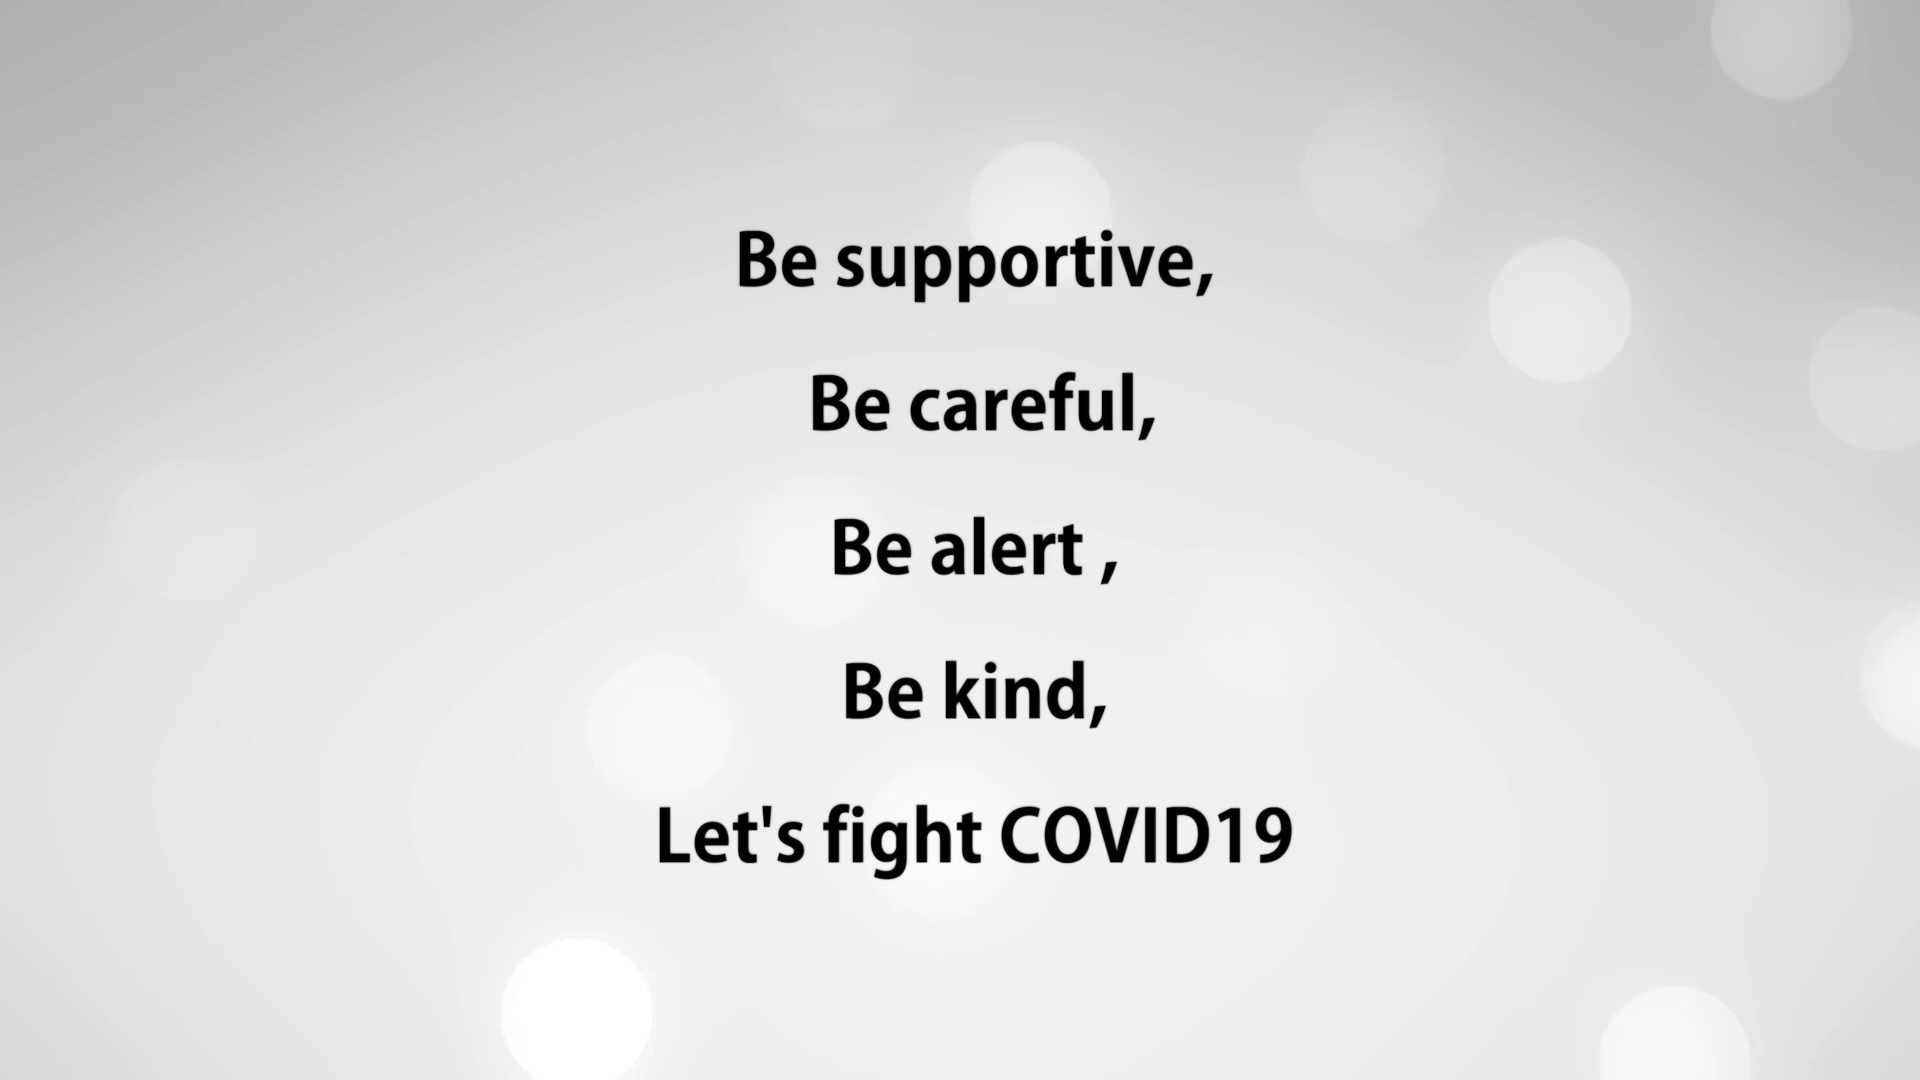 Be supportive,
Be careful,
Be alert ,
Be kind,
Let's fight COVID19